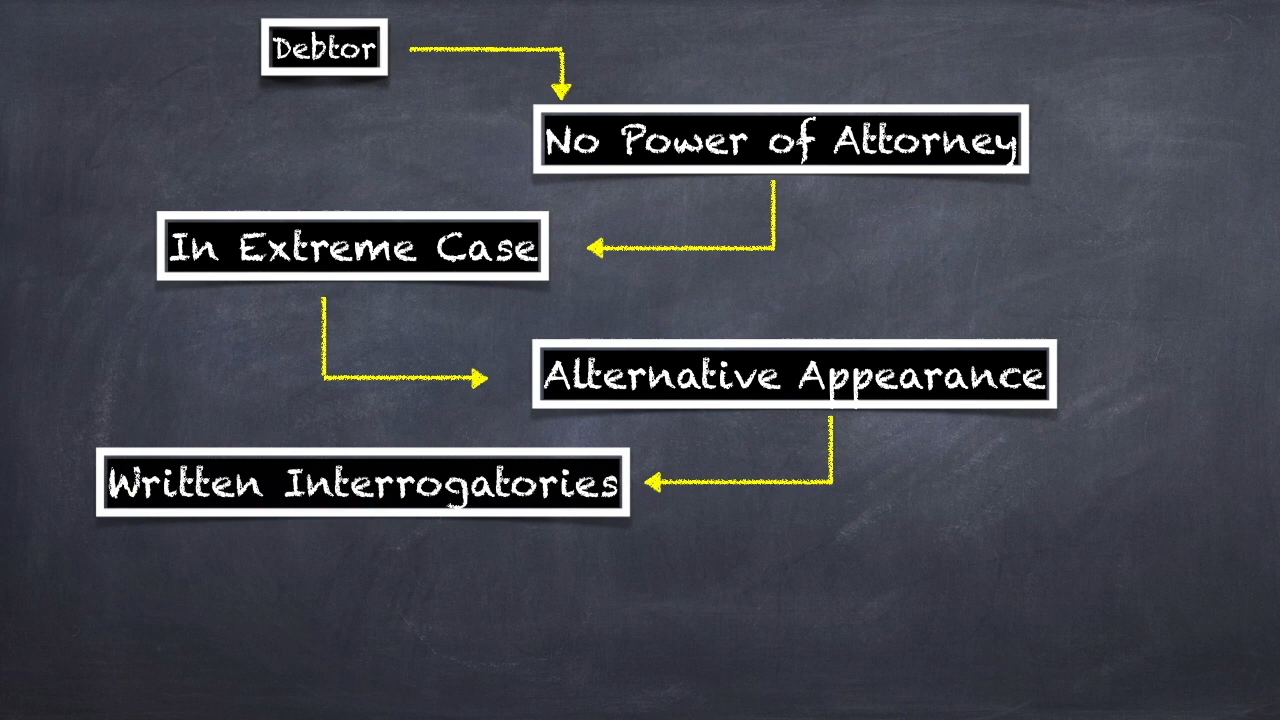 Debtor
No Power of Attorney
In Extreme Case
Alternative Appearance
Written Interrogatories